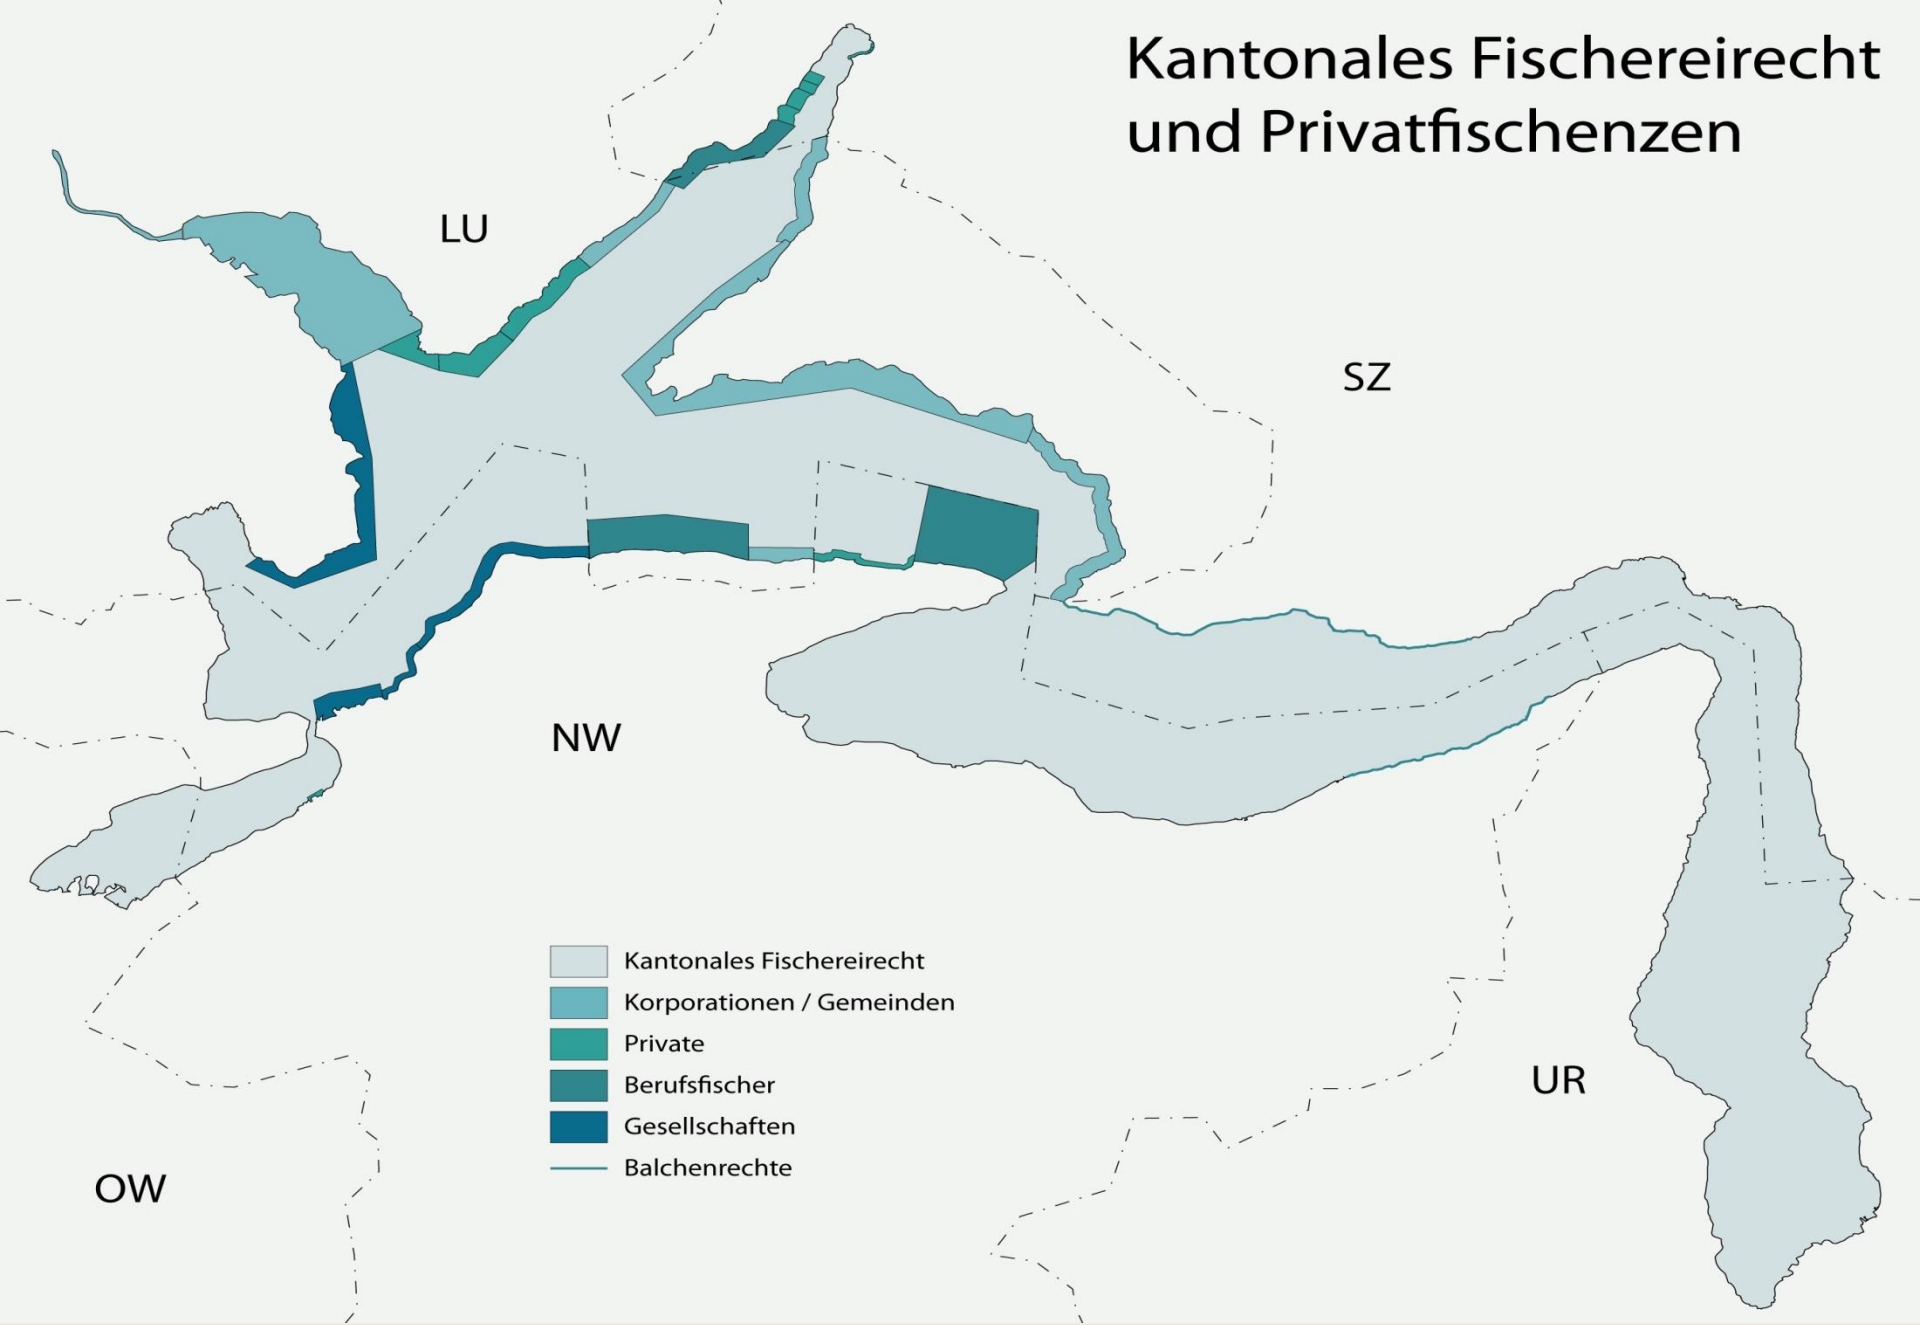 Kantonales Fischereirecht
und Privatfischenzen
LU
SZ
NW
UR
OW
Kantonales Fischereirecht
Korporationen / Gemeinden
Private
Berufsfischer
Gesellschaften
Balchenrechte